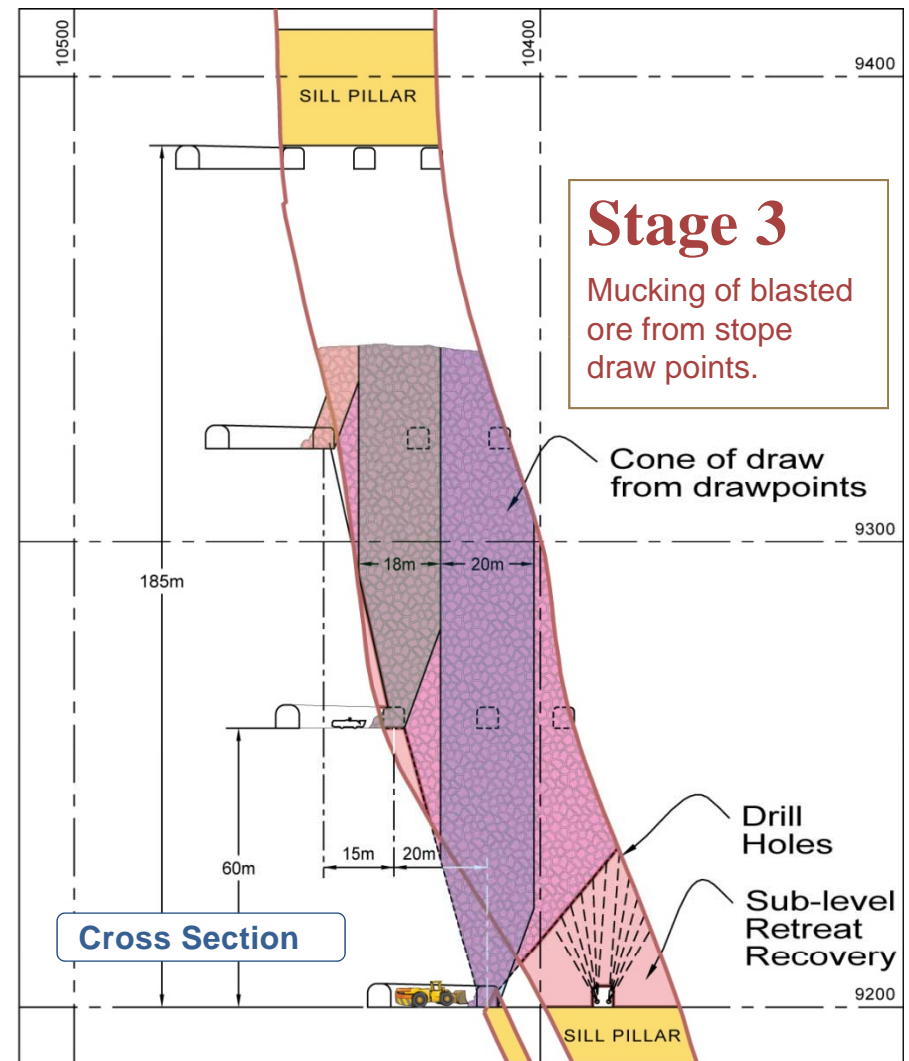 10500
10400
9400
SILL PILLAR
Stage 3
Mucking of blasted
ore from stope
draw points.
Cone of draw
from drawpoints
9300
18m
20m
185m
Drill
Holes
15m
20m
60m
Sub-level
Retreat
Recovery
Cross Section
9200
SILL PILLAR